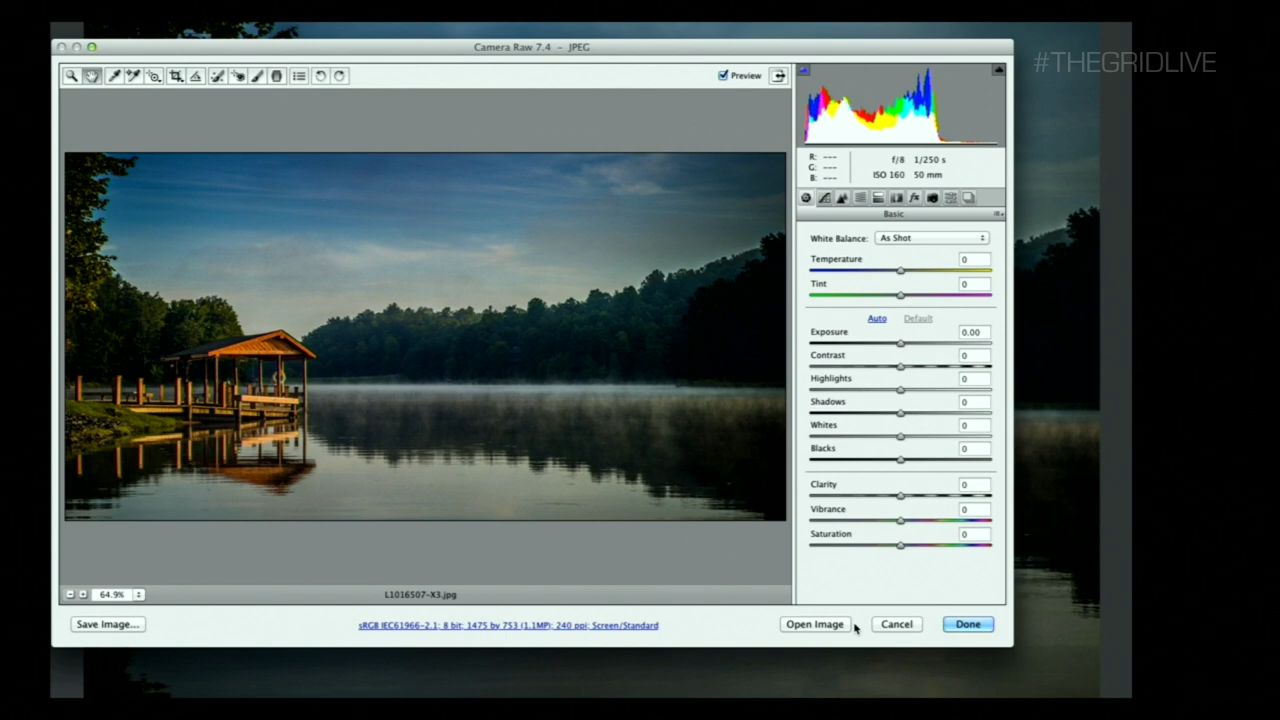 Camera Raw 7.4 – JPEG
#THEGRIDLIVE
Preview
R: ---
G: ---
B: ---
f/8 1/250 s
ISO 160 50 mm
fx
Basic
White Balance: As Shot
Temperature 0
Tint 0
Auto Default
Exposure 0.00
Contrast 0
Highlights 0
Shadows 0
Whites 0
Blacks 0
Clarity 0
Vibrance 0
Saturation 0
64.9%
L1016507-X3.jpg
Save Image...
sRGB IEC61966-2.1; 8 bit; 1475 by 753 (1.1MP); 240 ppi; Screen/Standard
Open Image
Cancel
Done